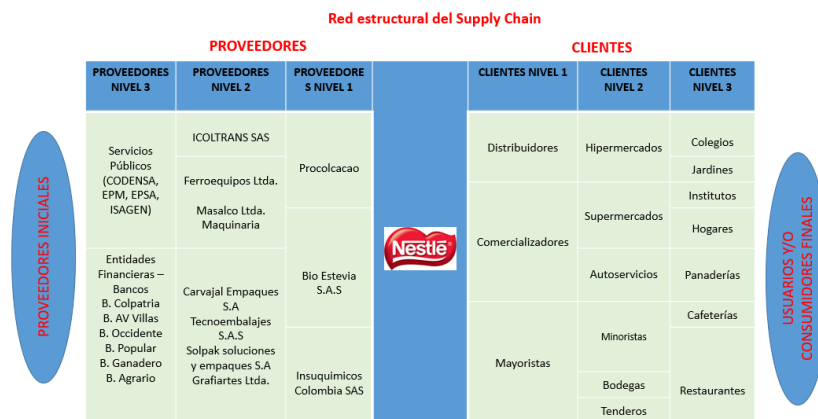 Red estructural del Supply Chain
PROVEEDORES
CLIENTES
PROVEEDORES
NIVEL 3
PROVEEDORES
NIVEL 2
PROVEEDORE
S NIVEL 1
CLIENTES NIVEL 1
CLIENTES
NIVEL 2
CLIENTES
NIVEL 3
PROVEEDORES INICIALES
Servicios
Públicos
(CODENSA,
EPM, EPSA,
ISAGEN)
Entidades
Financieras –
Bancos
B. Colpatria
B. AV Villas
B. Occidente
B. Popular
B. Ganadero
B. Agrario
ICOLTRANS SAS
Ferroequipos Ltda.
Masalco Ltda.
Maquinaria
Carvajal Empaques
S.A
Tecnoembalajes
S.A.S
Solpak soluciones
y empaques S.A
Grafiartes Ltda.
Procolcacao
Bio Estevia
S.A.S
Insuquimicos
Colombia SAS
Nestlé
Distribuidores
Comercializadores
Mayoristas
Hipermercados
Supermercados
Autoservicios
Minoristas
Bodegas
Tenderos
Colegios
Jardines
Institutos
Hogares
Panaderías
Cafeterías
Restaurantes
USUARIOS Y/O
CONSUMIDORES FINALES